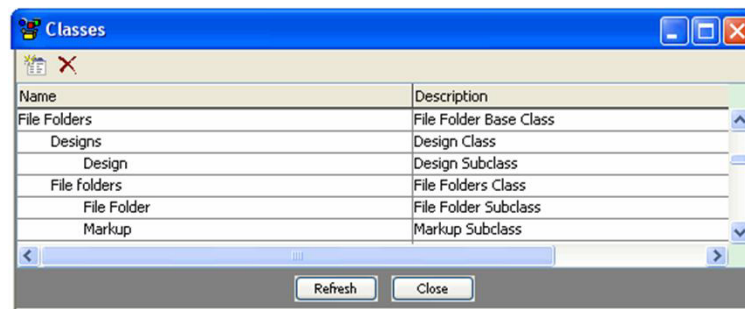 Classes
Name Description
File Folders File Folder Base Class
Designs Design Class
Design Design Subclass
File folders File Folders Class
File Folder File Folder Subclass
Markup Markup Subclass
Refresh Close